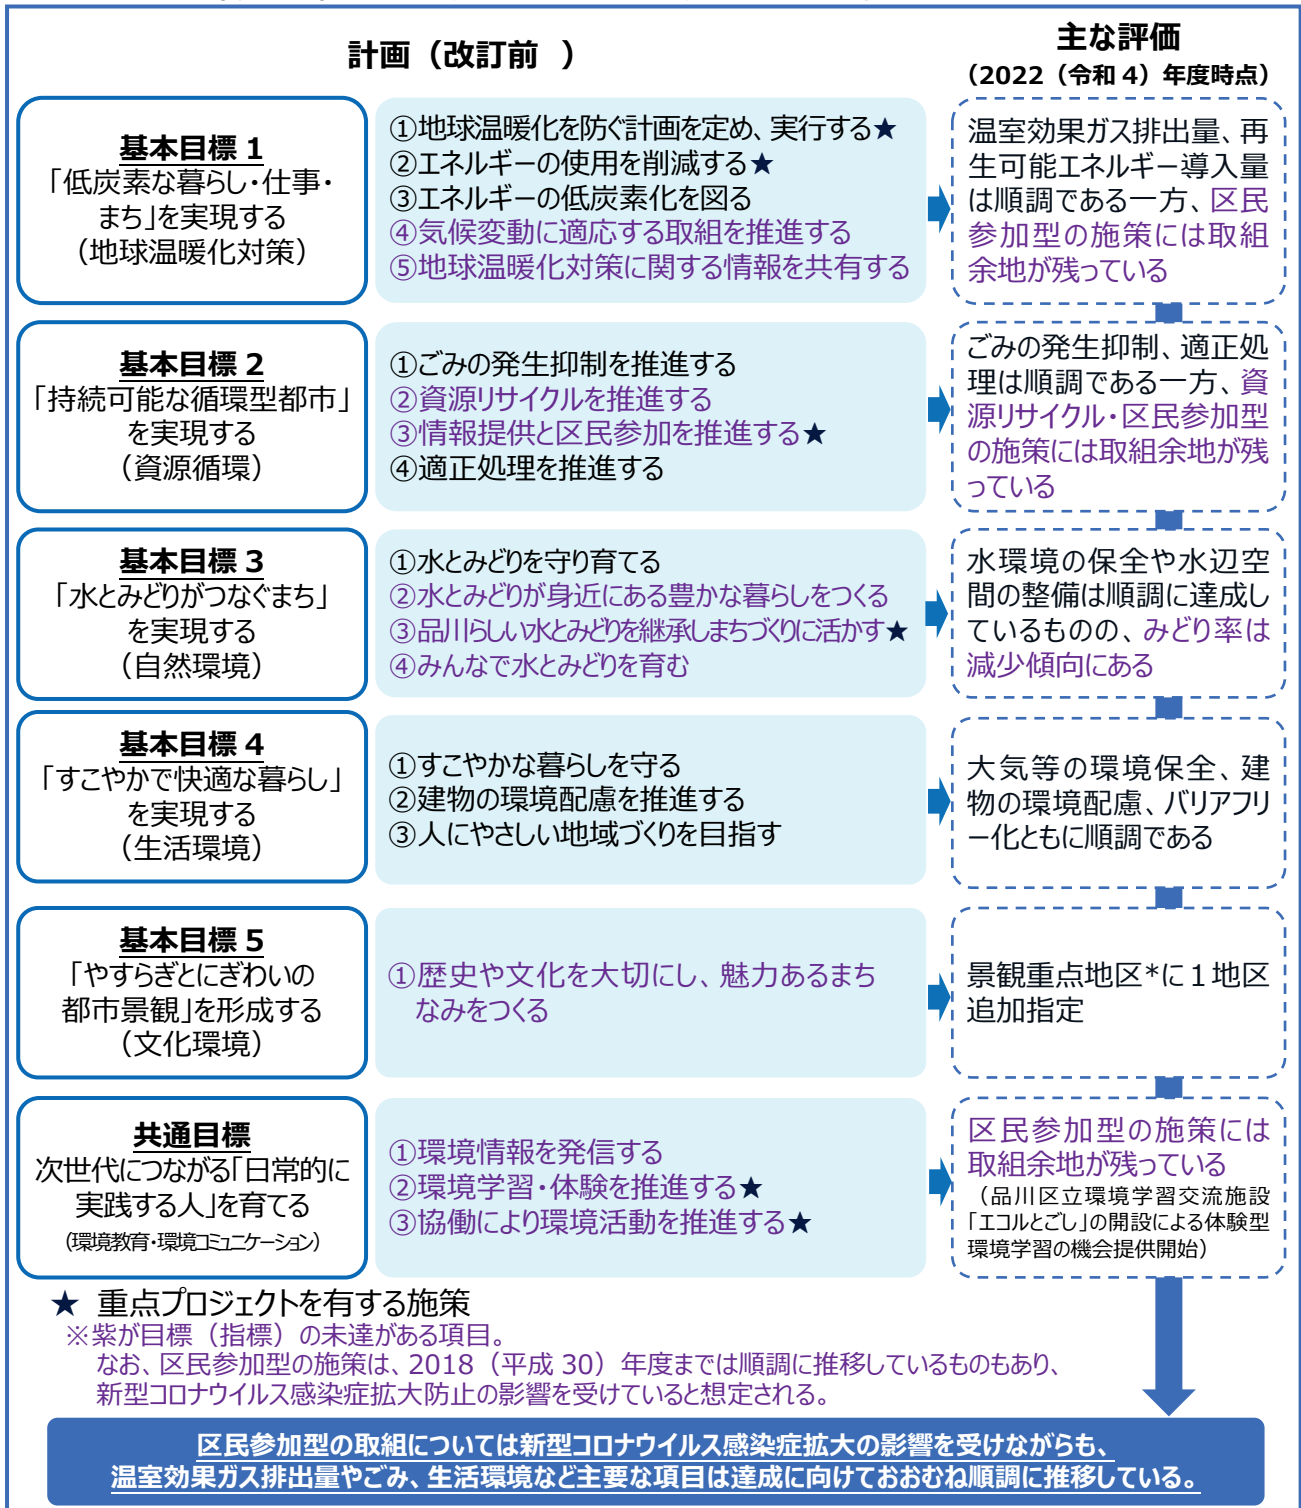 計画（改訂前　）
主な評価
（2022（令和４）年度時点）
基本目標１
「低炭素な暮らし・仕事・
まち」を実現する
（地球温暖化対策）
①地球温暖化を防ぐ計画を定め、実行する★
②エネルギーの使用を削減する★
③エネルギーの低炭素化を図る
④気候変動に適応する取組を推進する
⑤地球温暖化対策に関する情報を共有する
温室効果ガス排出量、再
生可能エネルギー導入量
は順調である一方、区民
参加型の施策には取組
余地が残っている
基本目標２
「持続可能な循環型都市」
を実現する
（資源循環）
①ごみの発生抑制を推進する
②資源リサイクルを推進する
③情報提供と区民参加を推進する★
④適正処理を推進する
ごみの発生抑制、適正処
理は順調である一方、資
源リサイクル・区民参加型
の施策には取組余地が残
っている
基本目標３
「水とみどりがつなぐまち」
を実現する
（自然環境）
①水とみどりを守り育てる
②水とみどりが身近にある豊かな暮らしをつくる
③品川らしい水とみどりを継承しまちづくりに活かす★
④みんなで水とみどりを育む
水環境の保全や水辺空
間の整備は順調に達成し
ているものの、みどり率は
減少傾向にある
基本目標４
「すこやかで快適な暮らし」
を実現する
（生活環境）
①すこやかな暮らしを守る
②建物の環境配慮を推進する
③人にやさしい地域づくりを目指す
大気等の環境保全、建
物の環境配慮、バリアフリ
ー化ともに順調である
基本目標５
「やすらぎとにぎわいの
都市景観」を形成する
（文化環境）
①歴史や文化を大切にし、魅力あるまち
なみをつくる
景観重点地区*に１地区
追加指定
共通目標
次世代につながる「日常的に
実践する人」を育てる
（環境教育・環境コミュニケーション）
①環境情報を発信する
②環境学習・体験を推進する★
③協働により環境活動を推進する★
区民参加型の施策には
取組余地が残っている
（品川区立環境学習交流施設
「エコルとごし」の開設による体験型
環境学習の機会提供開始）
★ 重点プロジェクトを有する施策
※紫が目標（指標）の未達がある項目。
なお、区民参加型の施策は、2018（平成 30）年度までは順調に推移しているものもあり、
新型コロナウイルス感染症拡大防止の影響を受けていると想定される。
区民参加型の取組については新型コロナウイルス感染症拡大の影響を受けながらも、
温室効果ガス排出量やごみ、生活環境など主要な項目は達成に向けておおむね順調に推移している。